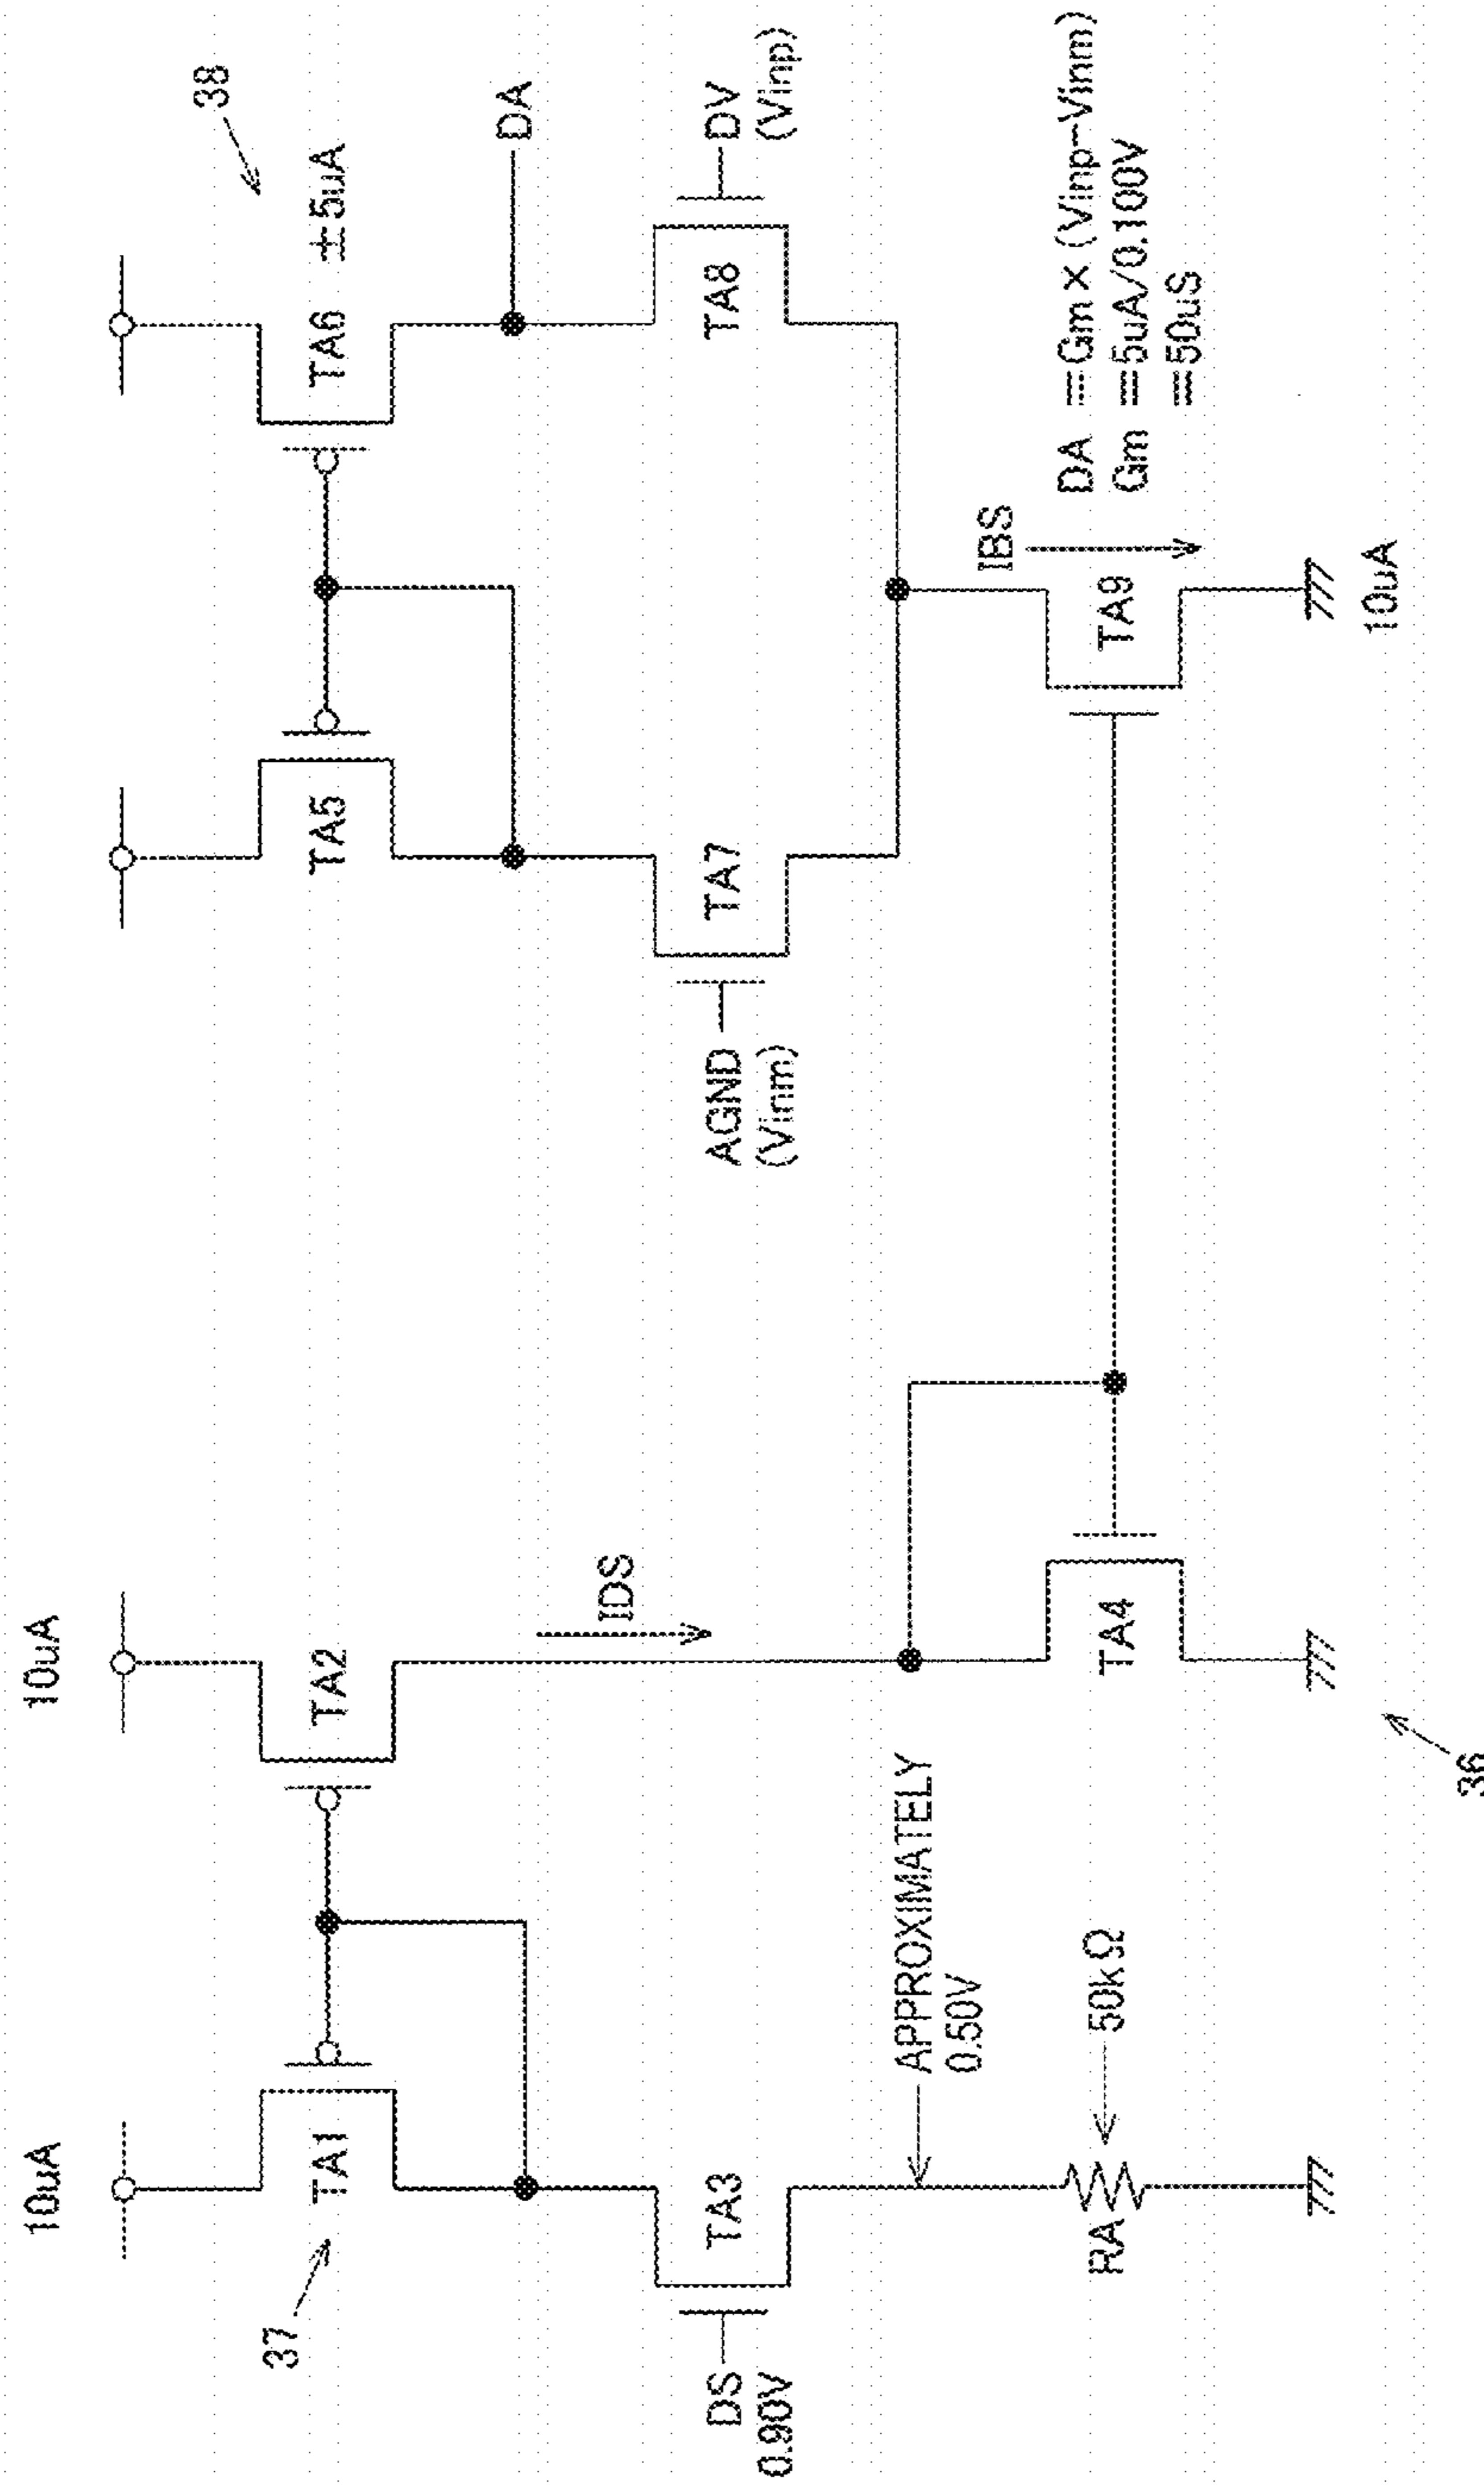 10uA
10uA
37
TA1
TA2
TA5
TA6
±5uA
38
IDS
DA
DS
0.90V
TA3
AGND
(Vinm)
TA7
TA8
DV
(Vinp)
APPROXIMATELY
0.50V
RA
50kΩ
TA4
IBS
TA9
DA =Gm×(Vinp-Vinm)
Gm =5uA/0.100V
=50uS
10uA
36